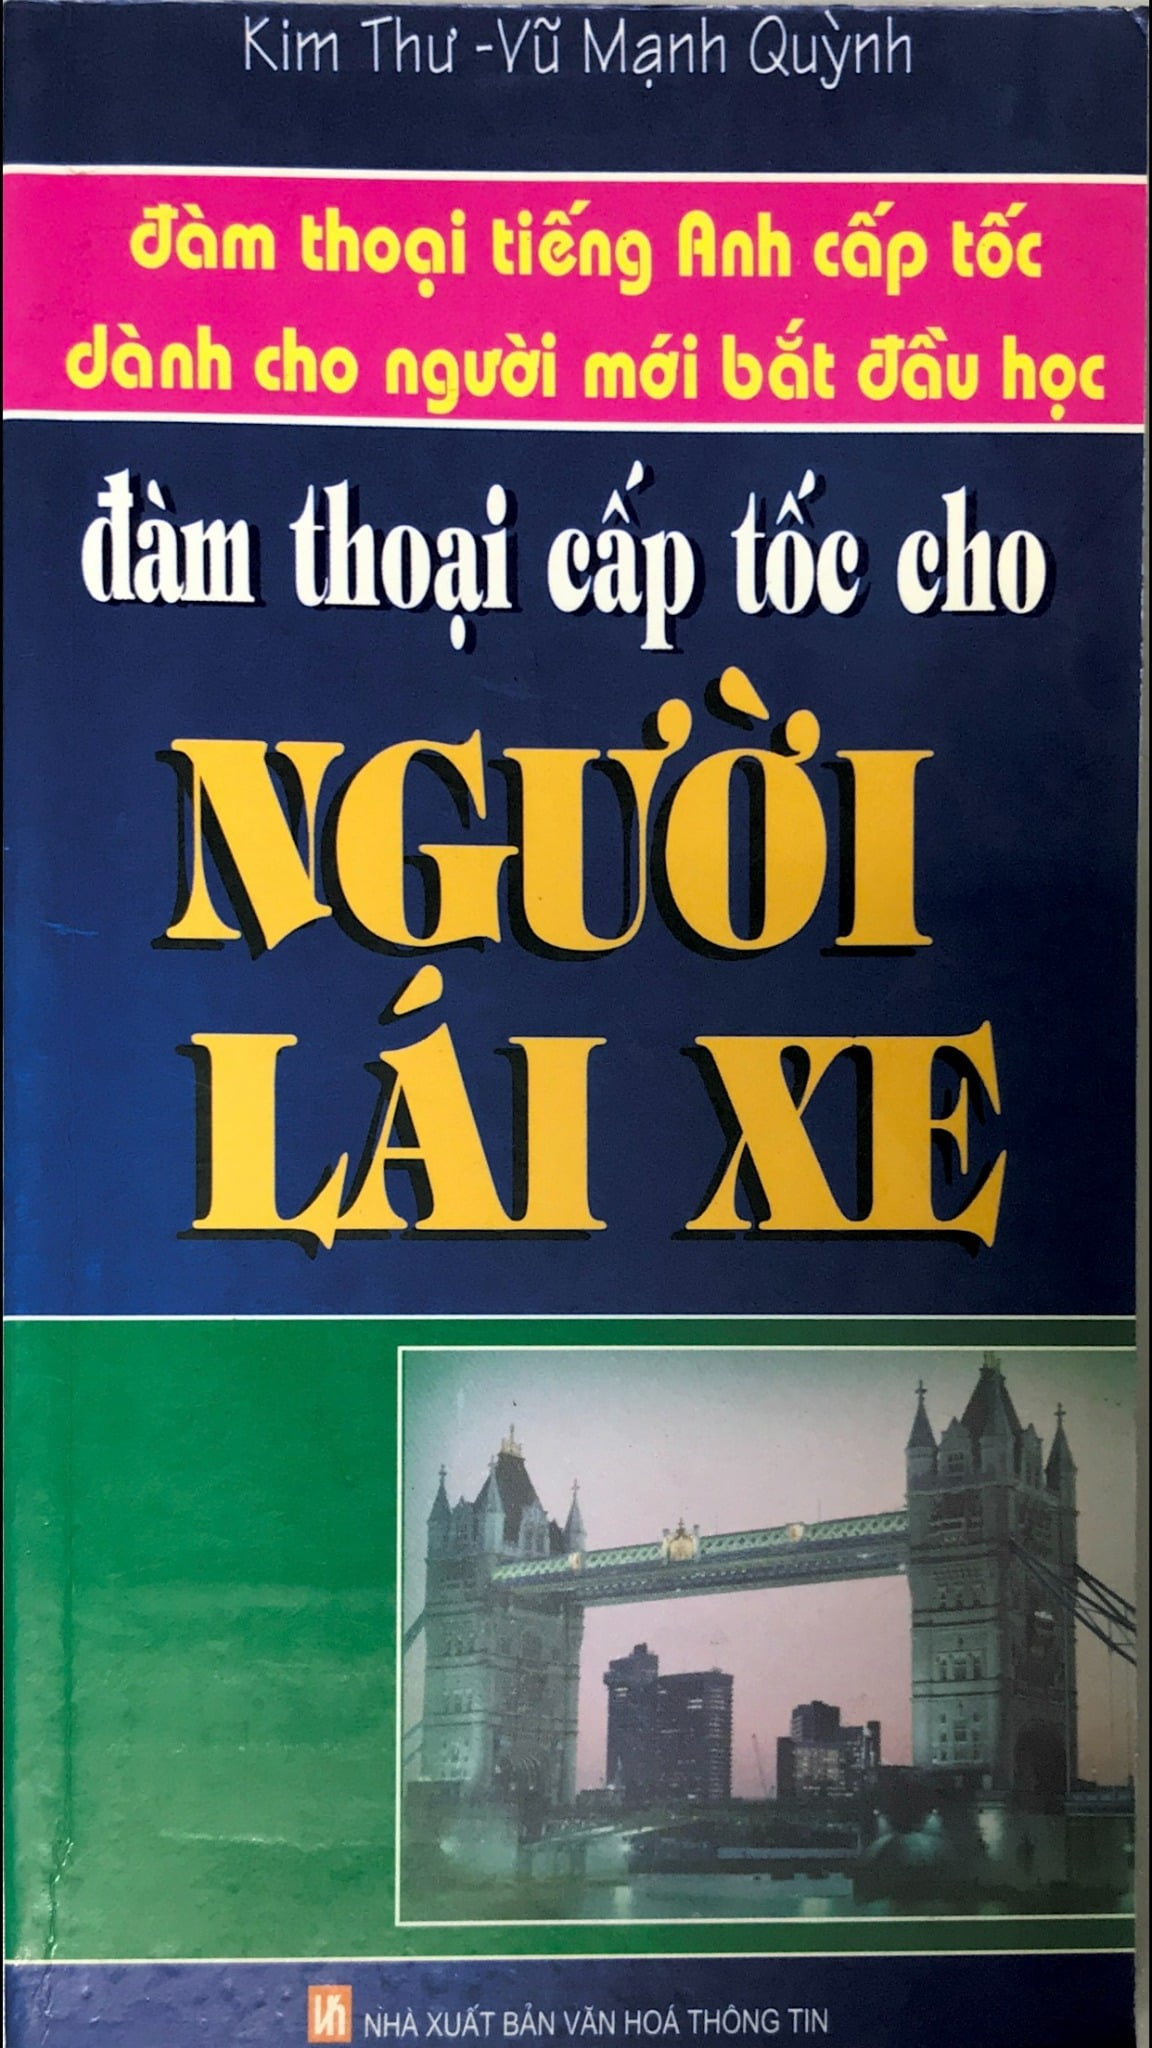 Kim Thư -Vũ Mạnh Quỳnh
đàm thoại tiếng Anh cấp tốc
dành cho người mới bắt đầu học
đàm thoại cấp tốc cho
NGƯỜI
LÁI XE
NHÀ XUẤT BẢN VĂN HOÁ THÔNG TIN